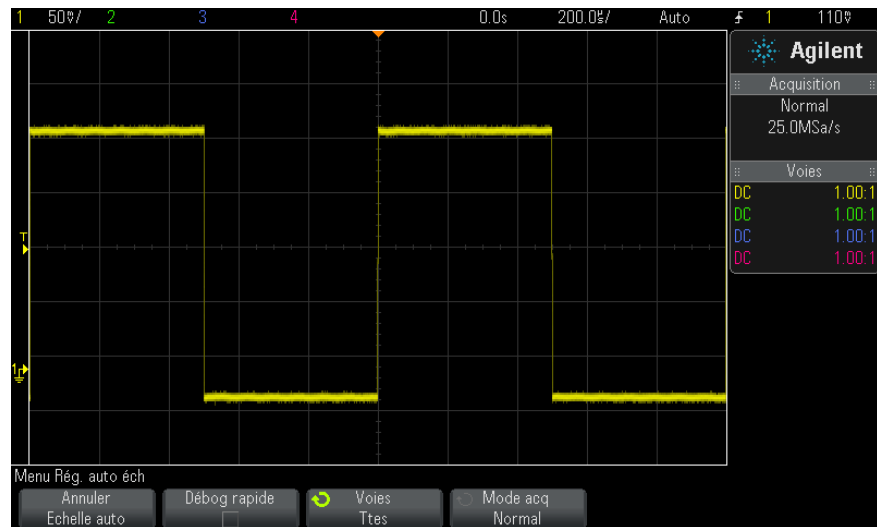 1 50V/ 2 3 4 0.0s 200.0µ/ Auto 1 110V
Agilent
Acquisition
Normal
25.0MSa/s
Voies
DC 1.00:1
DC 1.00:1
DC 1.00:1
DC 1.00:1
T
1
Menu Rég. auto éch
Annuler
Echelle auto
Débog rapide
Voies
Ttes
Mode acq
Normal